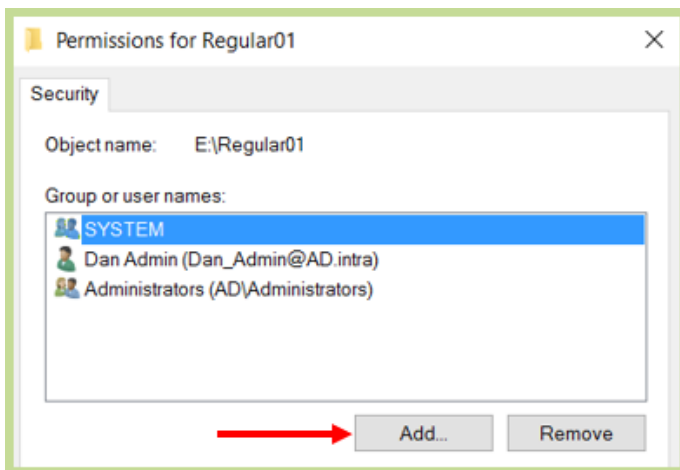 Permissions for Regular01
Security
Object name: E:\Regular01
Group or user names:
SYSTEM
Dan Admin (Dan_Admin@AD.intra)
Administrators (AD\Administrators)
Add... Remove